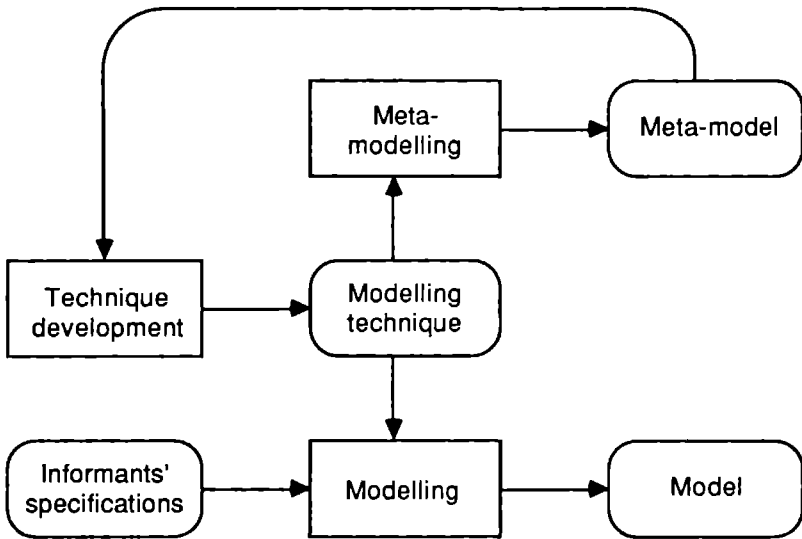 Meta-
modelling
Meta-model
Technique
development
Modelling
technique
Informants'
specifications
Modelling
Model